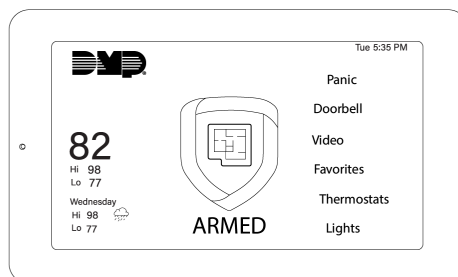 Tue 5:35 PM
DMP
Panic
Doorbell
Video
Favorites
Thermostats
Lights
82
Hi 98
Lo 77
Wednesday
Hi 98
Lo 77
ARMED